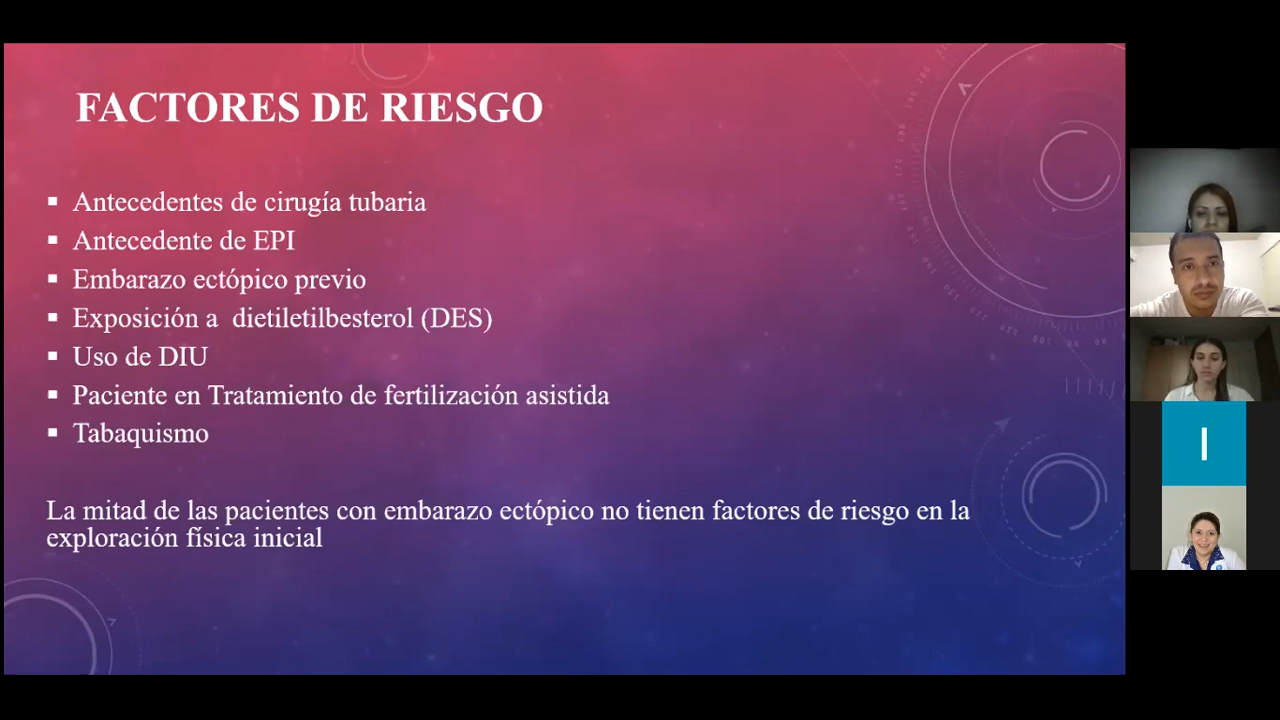 FACTORES DE RIESGO
▪ Antecedentes de cirugía tubaria
▪ Antecedente de EPI
▪ Embarazo ectópico previo
▪ Exposición a  dietiletilbesterol (DES)
▪ Uso de DIU
▪ Paciente en Tratamiento de fertilización asistida
▪ Tabaquismo
La mitad de las pacientes con embarazo ectópico no tienen factores de riesgo en la
exploración física inicial
I